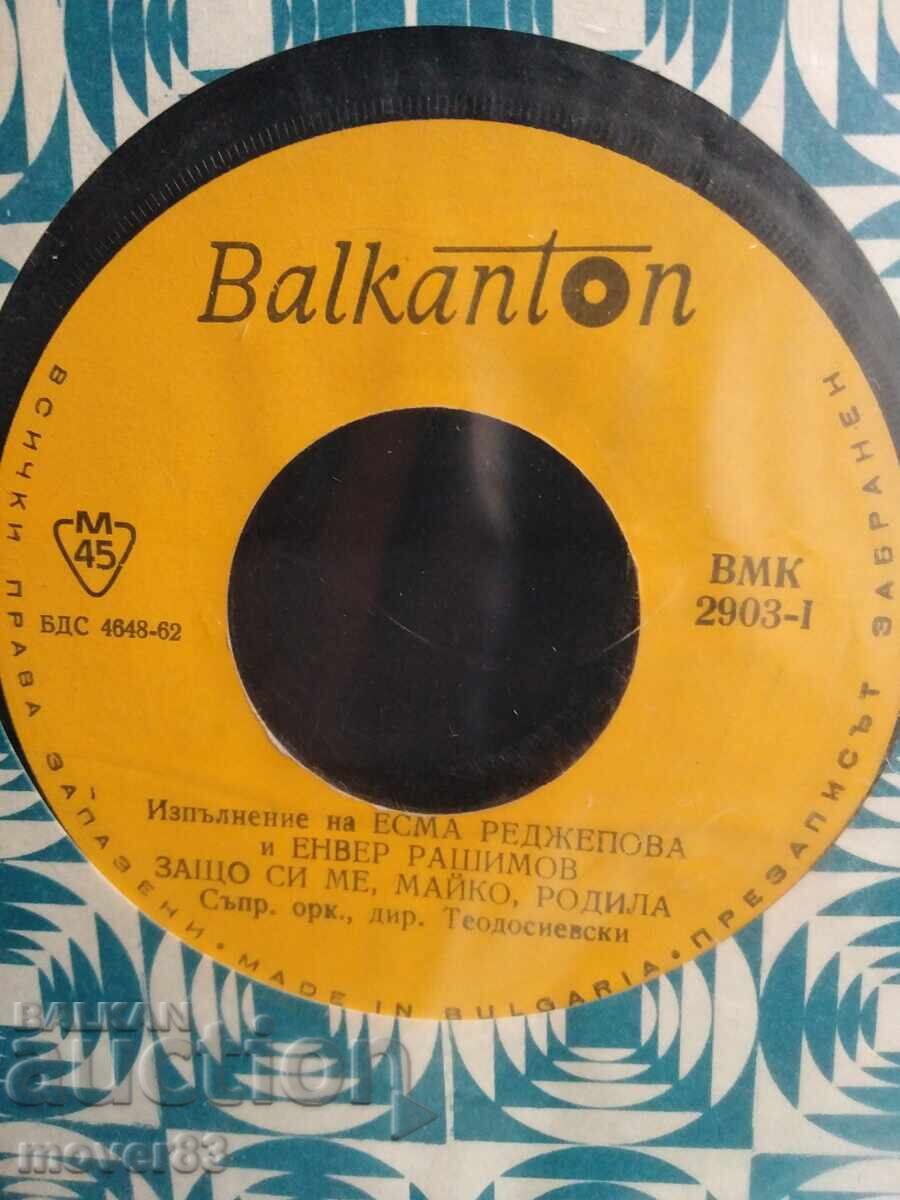 Balkanton
ВСИЧКИ ПРАВА ЗАПАЗЕНИ • MADE IN BULGARIA • ПРЕЗАПИСЪТ ЗАБРАНЕН
М
45
БДС 4648-62
ВМК
2903-I
Изпълнение на ЕСМА РЕДЖЕПОВА
и ЕНВЕР РАШИМОВ
ЗАЩО СИ МЕ, МАЙКО, РОДИЛА
Съпр. орк., дир. Теодосиевски
BALKAN
auction
mover83